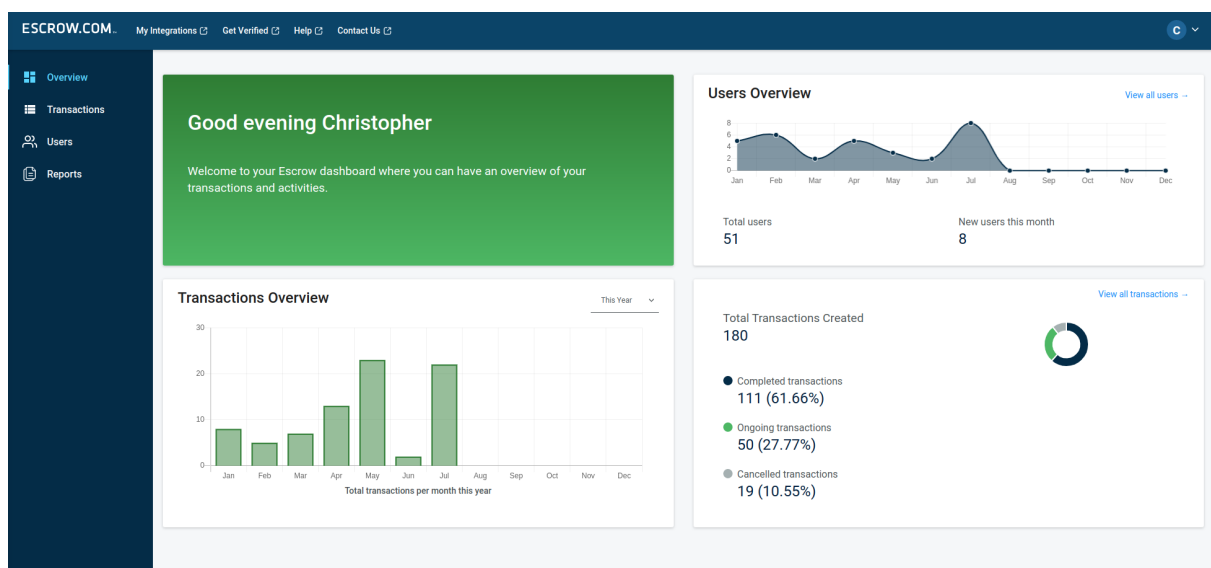 ESCROW.COM
My Integrations
Get Verified
Help
Contact Us
C
Overview
Transactions
Users
Reports
Good evening Christopher
Welcome to your Escrow dashboard where you can have an overview of your
transactions and activities.
Users Overview
View all users →
8
6
4
2
0
Jan Feb Mar Apr May Jun Jul Aug Sep Oct Nov Dec
Total users
51
New users this month
8
Transactions Overview
This Year
30
20
10
0
Jan Feb Mar Apr May Jun Jul Aug Sep Oct Nov Dec
Total transactions per month this year
View all transactions →
Total Transactions Created
180
Completed transactions
111 (61.66%)
Ongoing transactions
50 (27.77%)
Cancelled transactions
19 (10.55%)